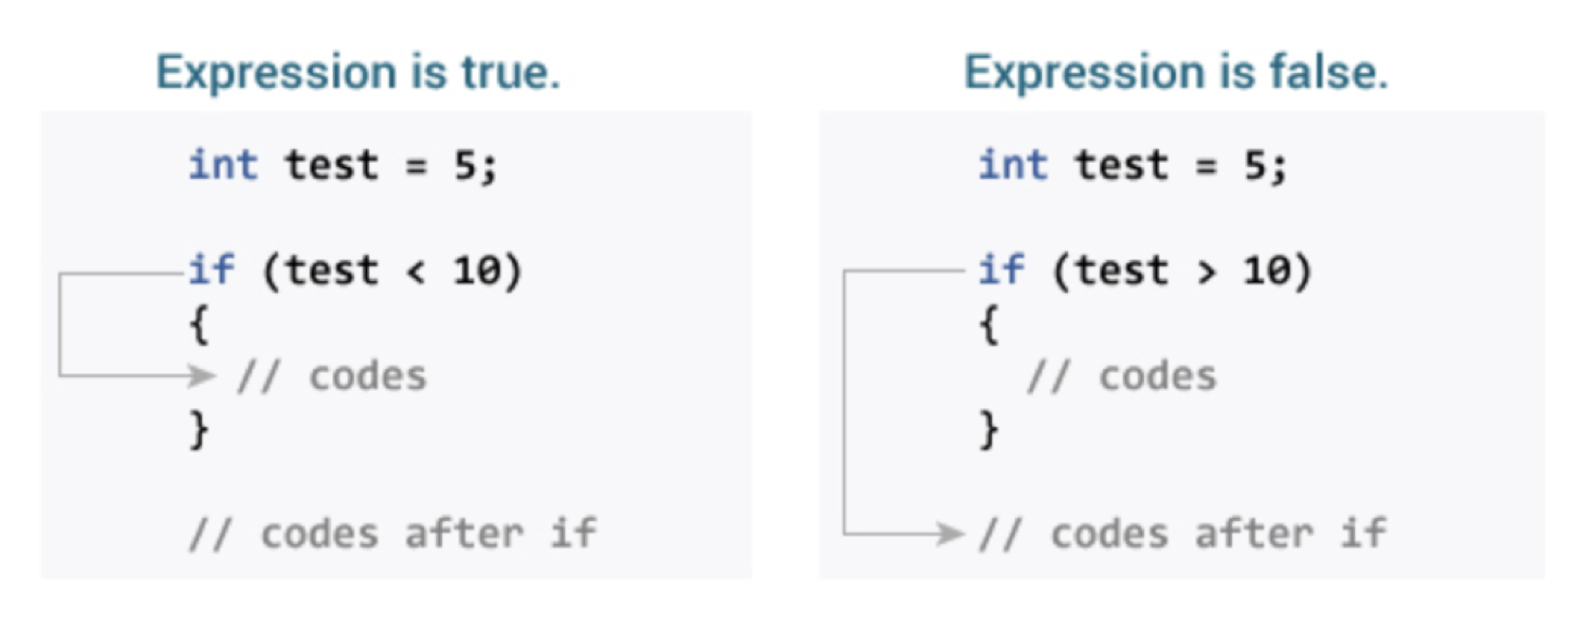 Expression is true.
int test = 5;
if (test < 10)
{
// codes
}
// codes after if
Expression is false.
int test = 5;
if (test > 10)
{
// codes
}
// codes after if